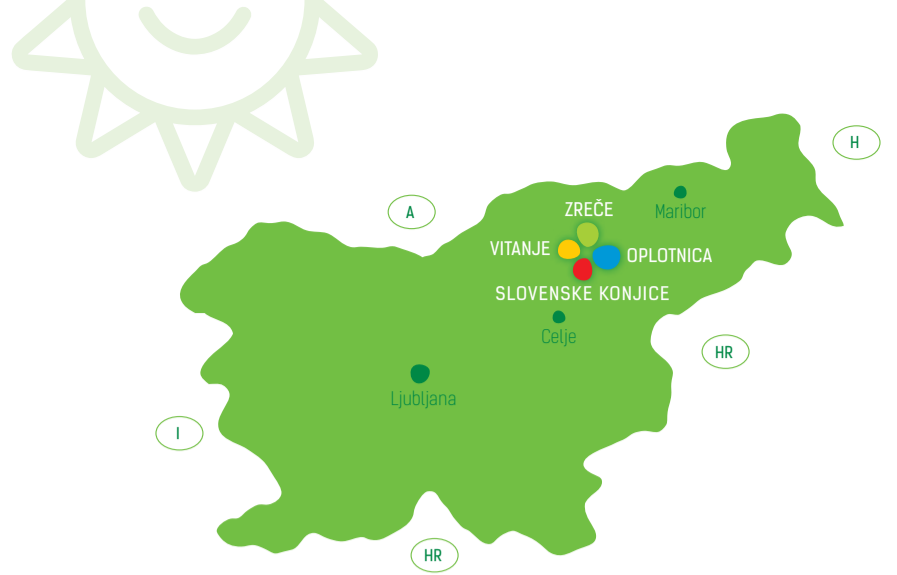 H
A
ZREČE
Maribor
VITANJE
OPLOTNICA
SLOVENSKE KONJICE
Celje
HR
Ljubljana
I
HR